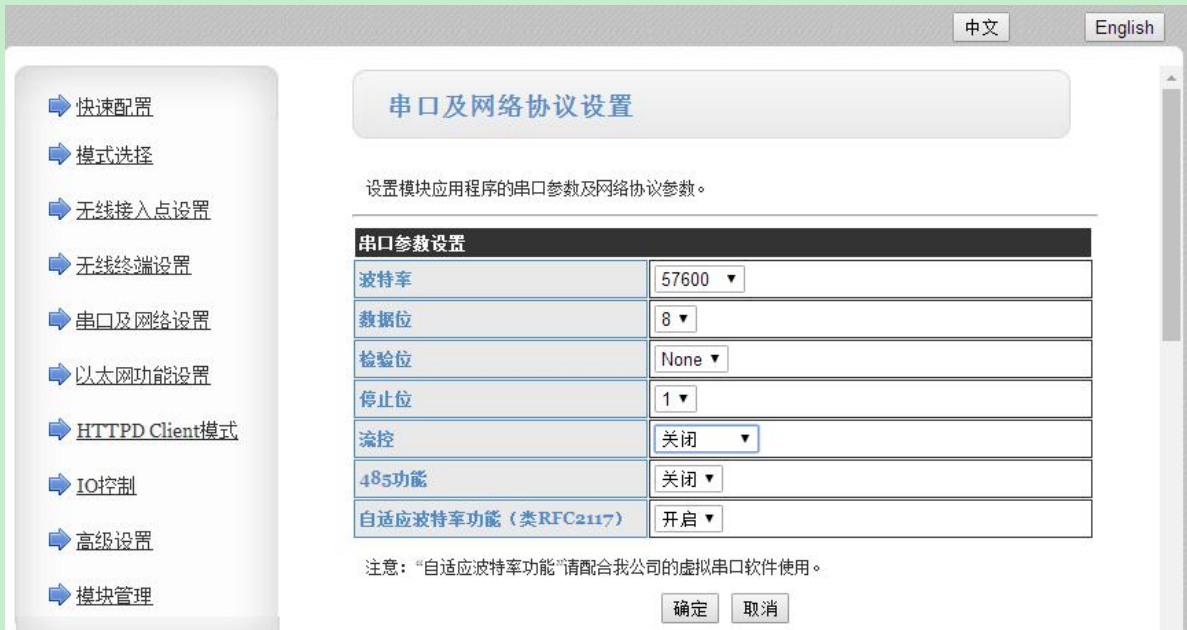 中文 English
快速配置
模式选择
无线接入点设置
无线终端设置
串口及网络设置
以太网功能设置
HTTPD Client模式
IO控制
高级设置
模块管理
串口及网络协议设置
设置模块应用程序的串口参数及网络协议参数。
串口参数设置
波特率 57600
数据位 8
检验位 None
停止位 1
流控 关闭
485功能 关闭
自适应波特率功能（类RFC2117） 开启
注意：“自适应波特率功能”请配合我公司的虚拟串口软件使用。
确定 取消